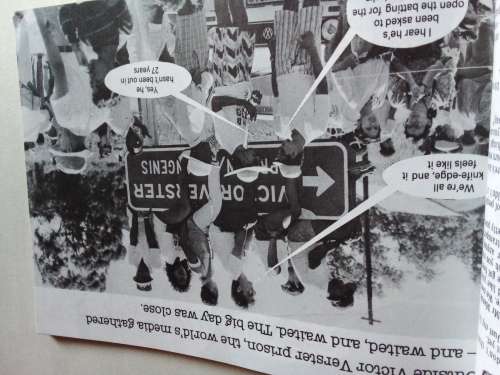 Outside Victor Verster prison, the world's media gathered
– and waited, and waited. The big day was close.
We're all
knife-edge, and it
feels like it
VICTOR VERSTER
I hear he's
been asked to
open the batting for the
Yes, he
hasn't been out in
27 years